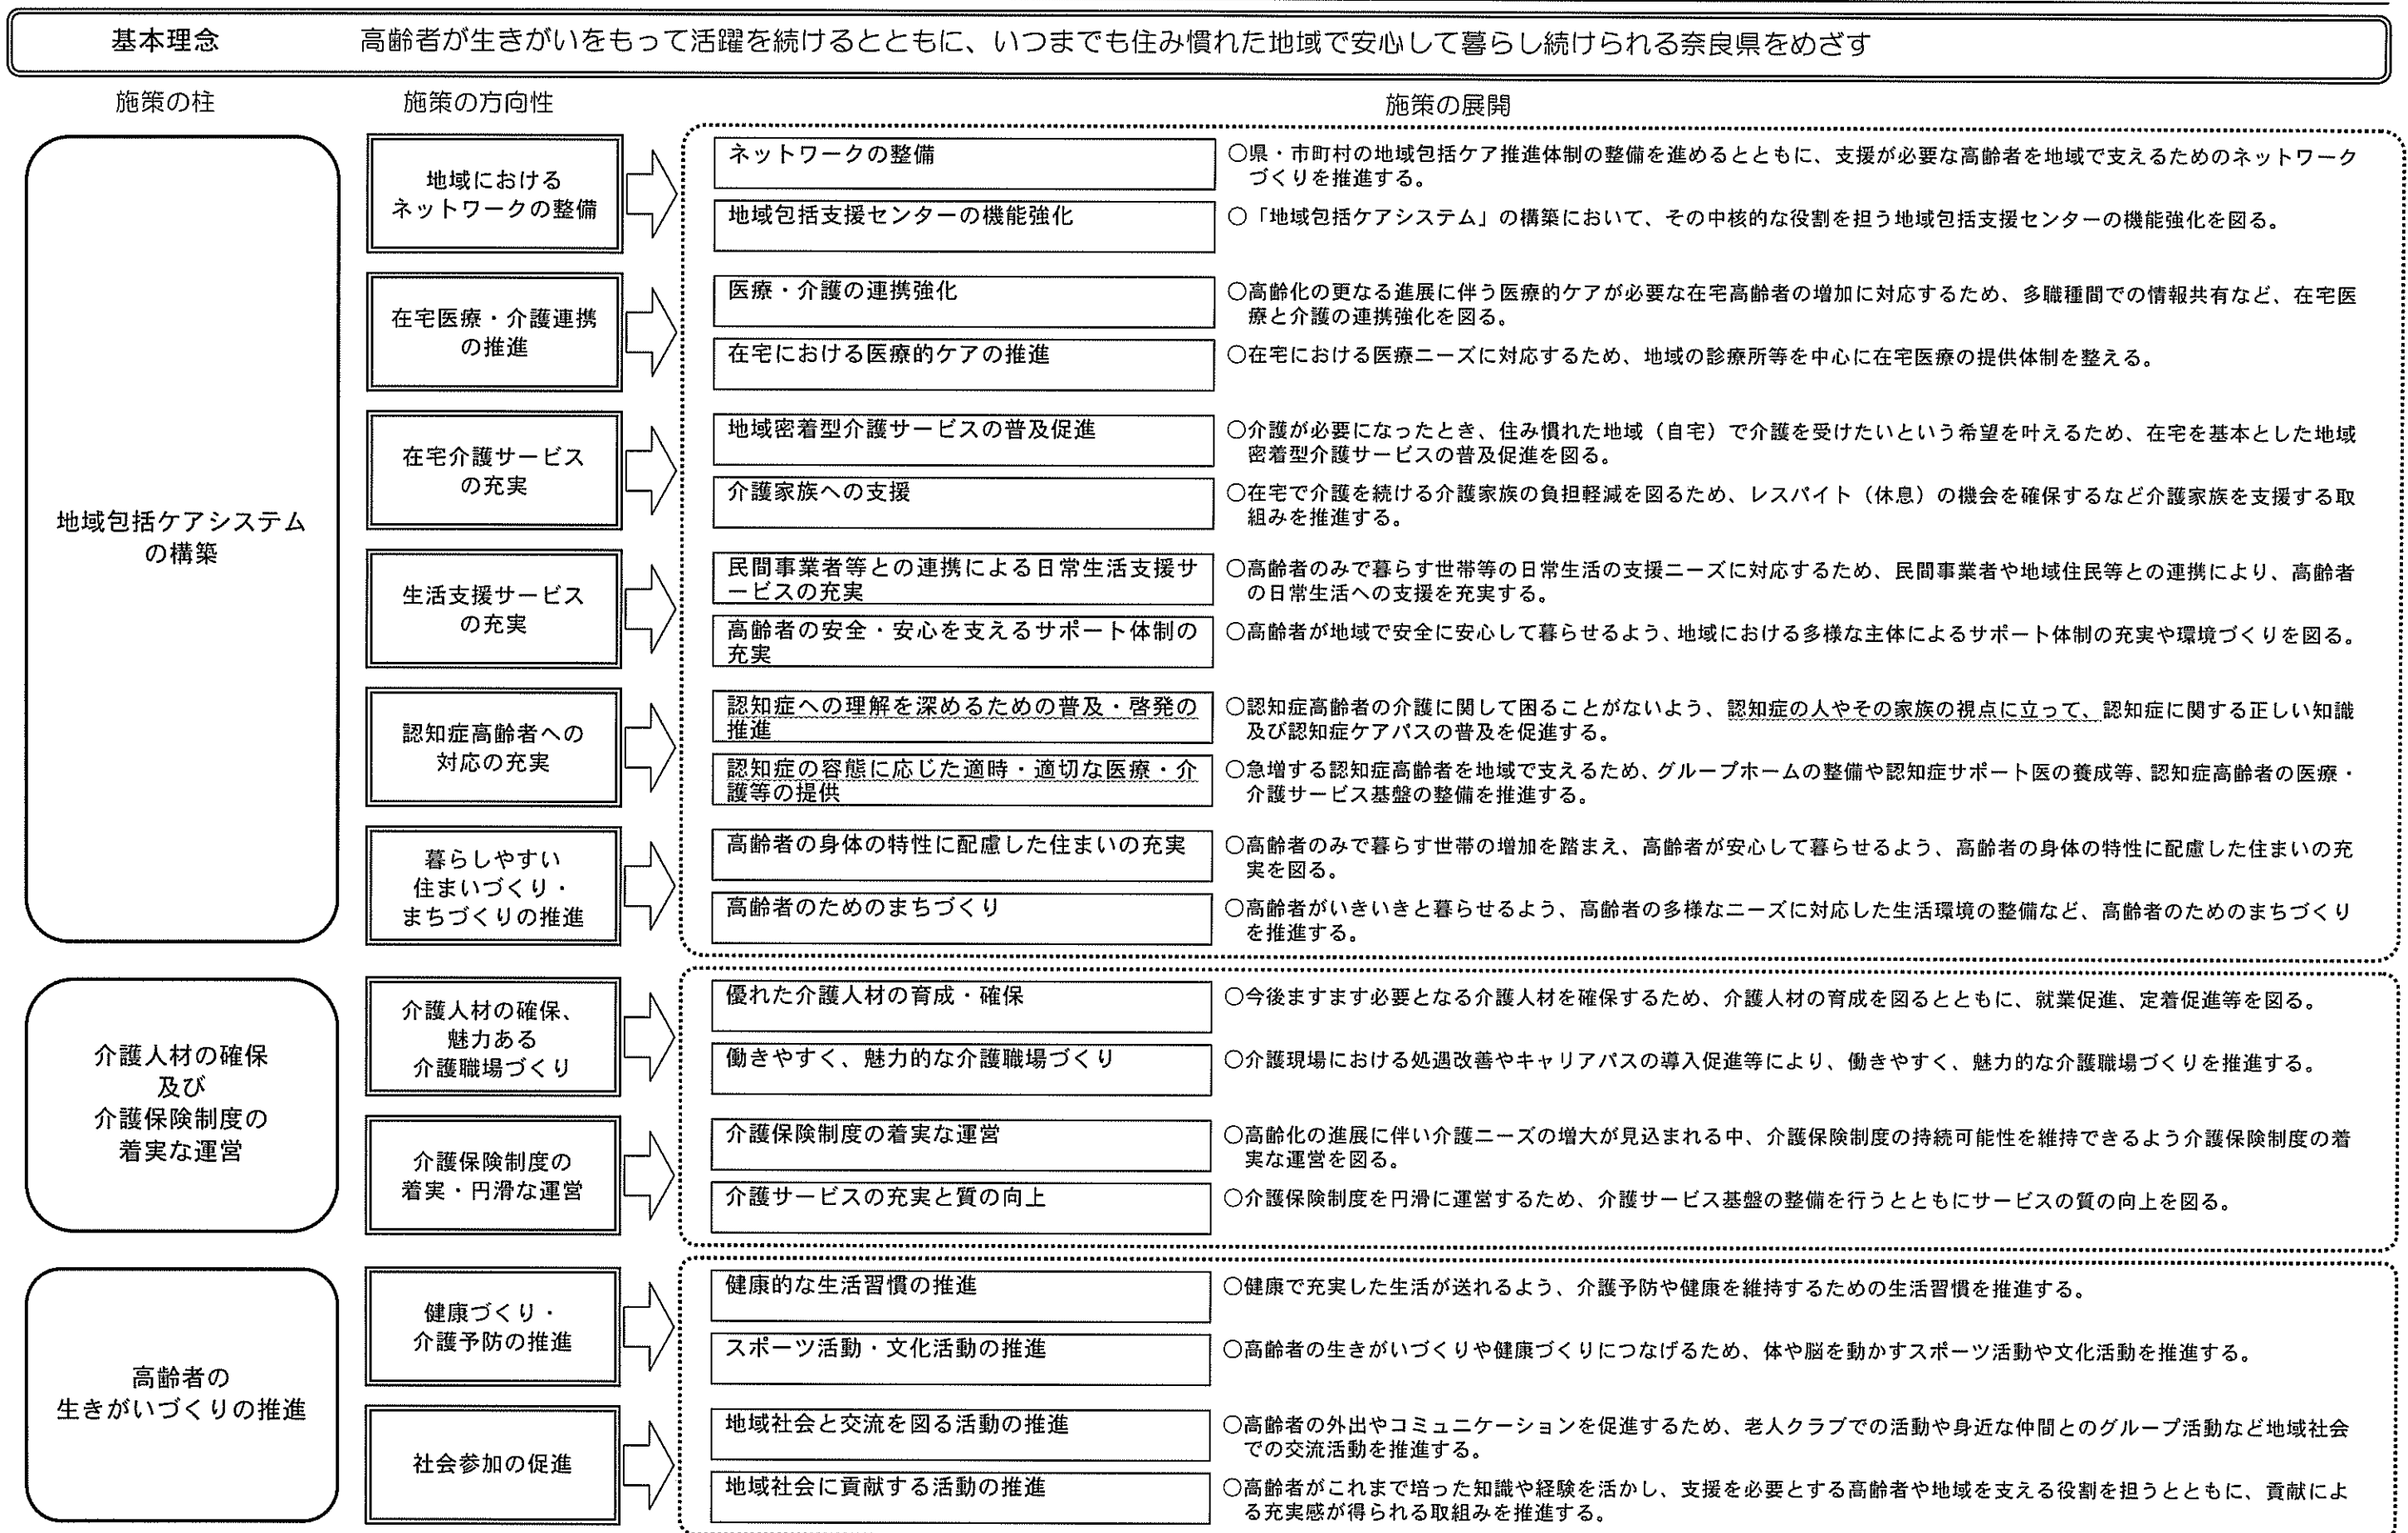 基本理念　高齢者が生きがいをもって活躍を続けるとともに、いつまでも住み慣れた地域で安心して暮らし続けられる奈良県をめざす
施策の柱　施策の方向性　施策の展開
地域包括ケアシステム
の構築
地域における
ネットワークの整備
ネットワークの整備
○県・市町村の地域包括ケア推進体制の整備を進めるとともに、支援が必要な高齢者を地域で支えるためのネットワーク
づくりを推進する。
地域包括支援センターの機能強化
○「地域包括ケアシステム」の構築において、その中核的な役割を担う地域包括支援センターの機能強化を図る。
在宅医療・介護連携
の推進
医療・介護の連携強化
○高齢化の更なる進展に伴う医療的ケアが必要な在宅高齢者の増加に対応するため、多職種間での情報共有など、在宅医
療と介護の連携強化を図る。
在宅における医療的ケアの推進
○在宅における医療ニーズに対応するため、地域の診療所等を中心に在宅医療の提供体制を整える。
在宅介護サービス
の充実
地域密着型介護サービスの普及促進
○介護が必要になったとき、住み慣れた地域（自宅）で介護を受けたいという希望を叶えるため、在宅を基本とした地域
密着型介護サービスの普及促進を図る。
介護家族への支援
○在宅で介護を続ける介護家族の負担軽減を図るため、レスパイト（休息）の機会を確保するなど介護家族を支援する取
組みを推進する。
生活支援サービス
の充実
民間事業者等との連携による日常生活支援サ
ービスの充実
○高齢者のみで暮らす世帯等の日常生活の支援ニーズに対応するため、民間事業者や地域住民等との連携により、高齢者
の日常生活への支援を充実する。
高齢者の安全・安心を支えるサポート体制の
充実
○高齢者が地域で安全に安心して暮らせるよう、地域における多様な主体によるサポート体制の充実や環境づくりを図る。
認知症高齢者への
対応の充実
認知症への理解を深めるための普及・啓発の
推進
○認知症高齢者の介護に関して困ることがないよう、認知症の人やその家族の視点に立って、認知症に関する正しい知識
及び認知症ケアパスの普及を促進する。
認知症の容態に応じた適時・適切な医療・介
護等の提供
○急増する認知症高齢者を地域で支えるため、グループホームの整備や認知症サポート医の養成等、認知症高齢者の医療・
介護サービス基盤の整備を推進する。
暮らしやすい
住まいづくり・
まちづくりの推進
高齢者の身体の特性に配慮した住まいの充実
○高齢者のみで暮らす世帯の増加を踏まえ、高齢者が安心して暮らせるよう、高齢者の身体の特性に配慮した住まいの充
実を図る。
高齢者のためのまちづくり
○高齢者がいきいきと暮らせるよう、高齢者の多様なニーズに対応した生活環境の整備など、高齢者のためのまちづくり
を推進する。
介護人材の確保
及び
介護保険制度の
着実な運営
介護人材の確保、
魅力ある
介護職場づくり
優れた介護人材の育成・確保
○今後ますます必要となる介護人材を確保するため、介護人材の育成を図るとともに、就業促進、定着促進等を図る。
働きやすく、魅力的な介護職場づくり
○介護現場における処遇改善やキャリアパスの導入促進等により、働きやすく、魅力的な介護職場づくりを推進する。
介護保険制度の
着実・円滑な運営
介護保険制度の着実な運営
○高齢化の進展に伴い介護ニーズの増大が見込まれる中、介護保険制度の持続可能性を維持できるよう介護保険制度の着
実な運営を図る。
介護サービスの充実と質の向上
○介護保険制度を円滑に運営するため、介護サービス基盤の整備を行うとともにサービスの質の向上を図る。
高齢者の
生きがいづくりの推進
健康づくり・
介護予防の推進
健康的な生活習慣の推進
○健康で充実した生活が送れるよう、介護予防や健康を維持するための生活習慣を推進する。
スポーツ活動・文化活動の推進
○高齢者の生きがいづくりや健康づくりにつなげるため、体や脳を動かすスポーツ活動や文化活動を推進する。
社会参加の促進
地域社会と交流を図る活動の推進
○高齢者の外出やコミュニケーションを促進するため、老人クラブでの活動や身近な仲間とのグループ活動など地域社会
での交流活動を推進する。
地域社会に貢献する活動の推進
○高齢者がこれまで培った知識や経験を活かし、支援を必要とする高齢者や地域を支える役割を担うとともに、貢献によ
る充実感が得られる取組みを推進する。